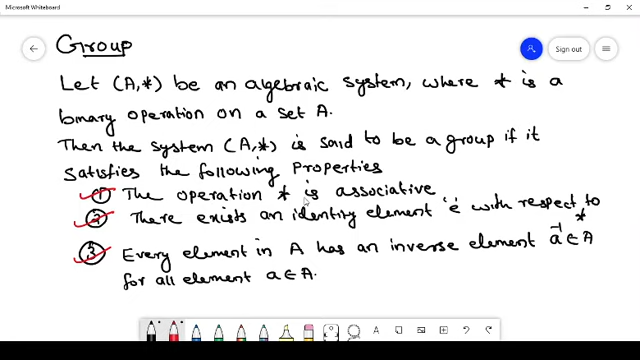 Microsoft Whiteboard
Sign out
Group
Let (A,*) be an algebraic system, where * is a
binary operation on a set A.
Then the system (A,*) is said to be a group if it
satisfies the following Properties
① The operation * is associative
② There exists an identity element 'e' with respect to *
③ Every element in A has an inverse element a⁻¹ ∈ A
for all element a ∈ A.